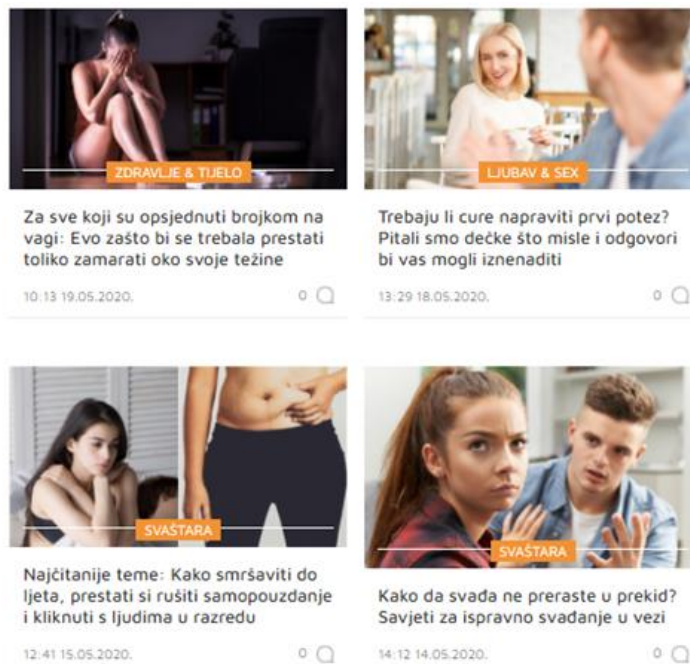 ZDRAVLJE & TIJELO
Za sve koji su opsjednuti brojkom na
vagi: Evo zašto bi se trebala prestati
toliko zamarati oko svoje težine
10:13 19.05.2020.
0
LJUBAV & SEX
Trebaju li cure napraviti prvi potez?
Pitali smo dečke što misle i odgovori
bi vas mogli iznenaditi
13:29 18.05.2020.
0
SVAŠTARA
Najčitanije teme: Kako smršaviti do
ljeta, prestati si rušiti samopouzdanje
i kliknuti s ljudima u razredu
12:41 15.05.2020.
0
SVAŠTARA
Kako da svađa ne preraste u prekid?
Savjeti za ispravno svađanje u vezi
14:12 14.05.2020.
0